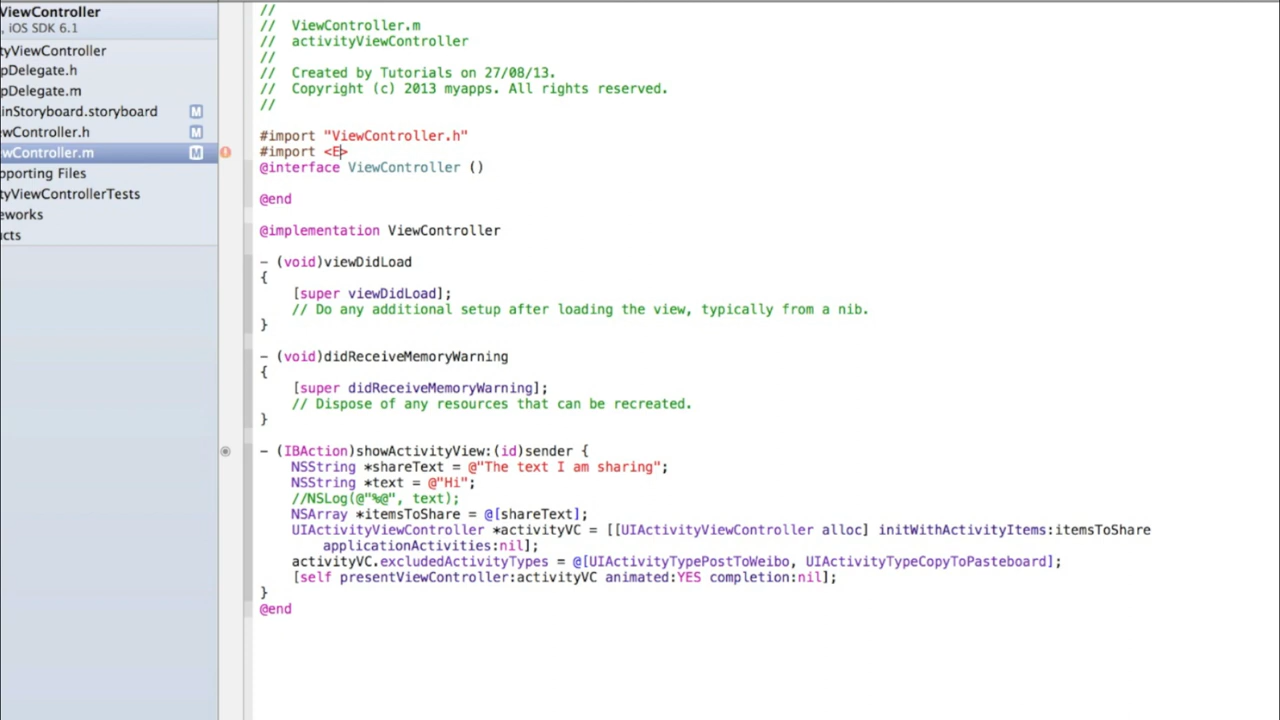 ViewController
, iOS SDK 6.1
tyViewController
pDelegate.h
pDelegate.m
ainStoryboard.storyboard M
ewController.h M
ewController.m M
pporting Files
tyViewControllerTests
eworks
cts
//
// ViewController.m
// activityViewController
//
// Created by Tutorials on 27/08/13.
// Copyright (c) 2013 myapps. All rights reserved.
//
#import "ViewController.h"
#import <E>
@interface ViewController ()
@end
@implementation ViewController
- (void)viewDidLoad
{
[super viewDidLoad];
// Do any additional setup after loading the view, typically from a nib.
}
- (void)didReceiveMemoryWarning
{
[super didReceiveMemoryWarning];
// Dispose of any resources that can be recreated.
}
- (IBAction)showActivityView:(id)sender {
NSString *shareText = @"The text I am sharing";
NSString *text = @"Hi";
//NSLog(@"%@", text);
NSArray *itemsToShare = @[shareText];
UIActivityViewController *activityVC = [[UIActivityViewController alloc] initWithActivityItems:itemsToShare
applicationActivities:nil];
activityVC.excludedActivityTypes = @[UIActivityTypePostToWeibo, UIActivityTypeCopyToPasteboard];
[self presentViewController:activityVC animated:YES completion:nil];
}
@end